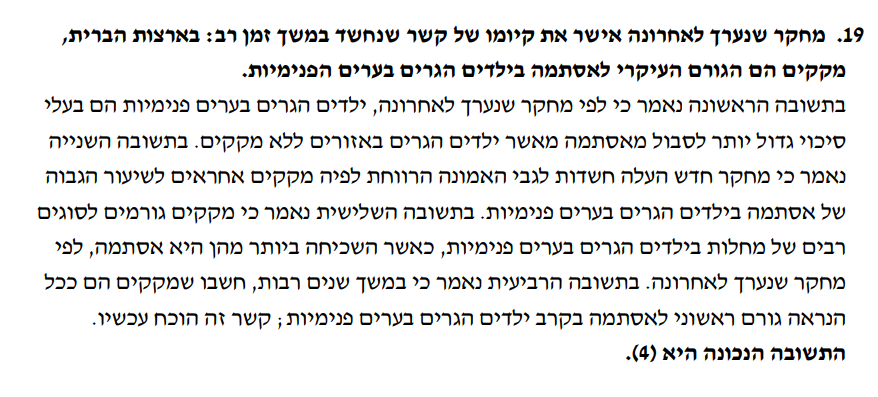 19. מחקר שנערך לאחרונה אישר את קיומו של קשר שנחשד במשך זמן רב: בארצות הברית,
מקקים הם הגורם העיקרי לאסתמה בילדים הגרים בערים הפנימיות.
בתשובה הראשונה נאמר כי לפי מחקר שנערך לאחרונה, ילדים הגרים בערים פנימיות הם בעלי
סיכוי גדול יותר לסבול מאסתמה מאשר ילדים הגרים באזורים ללא מקקים. בתשובה השנייה
נאמר כי מחקר חדש העלה חשדות לגבי האמונה הרווחת לפיה מקקים אחראים לשיעור הגבוה
של אסתמה בילדים הגרים בערים פנימיות. בתשובה השלישית נאמר כי מקקים גורמים לסוגים
רבים של מחלות בילדים הגרים בערים פנימיות, כאשר השכיחה ביותר מהן היא אסתמה, לפי
מחקר שנערך לאחרונה. בתשובה הרביעית נאמר כי במשך שנים רבות, חשבו שמקקים הם ככל
הנראה גורם ראשוני לאסתמה בקרב ילדים הגרים בערים פנימיות; קשר זה הוכח עכשיו.
התשובה הנכונה היא (4).